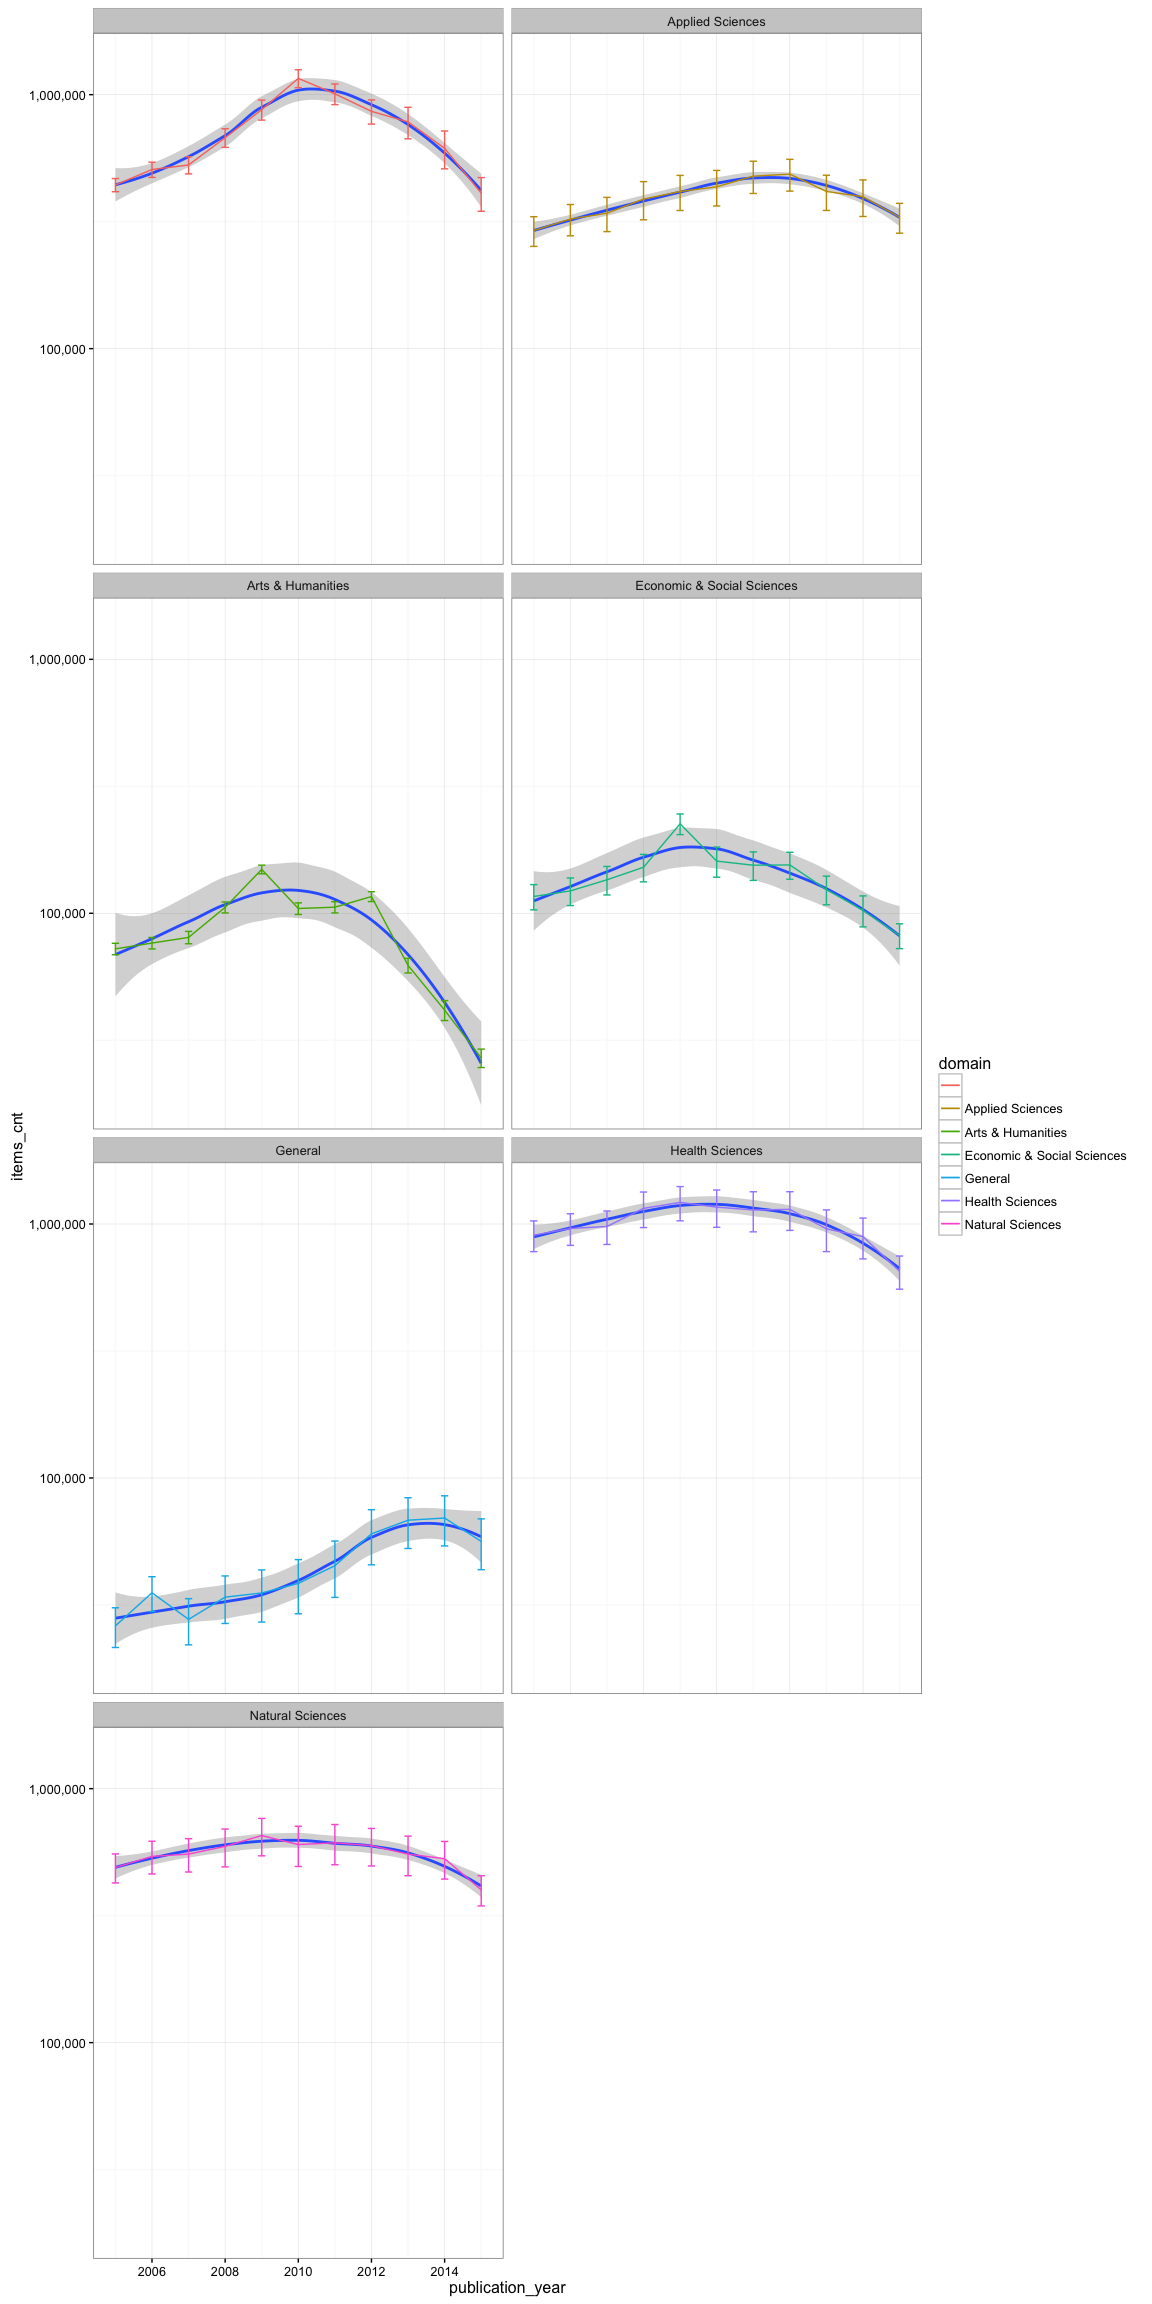 Applied Sciences
1,000,000
100,000
Arts & Humanities
Economic & Social Sciences
1,000,000
100,000
General
Health Sciences
1,000,000
100,000
Natural Sciences
1,000,000
100,000
2006
2008
2010
2012
2014
publication_year
items_cnt
domain
Applied Sciences
Arts & Humanities
Economic & Social Sciences
General
Health Sciences
Natural Sciences